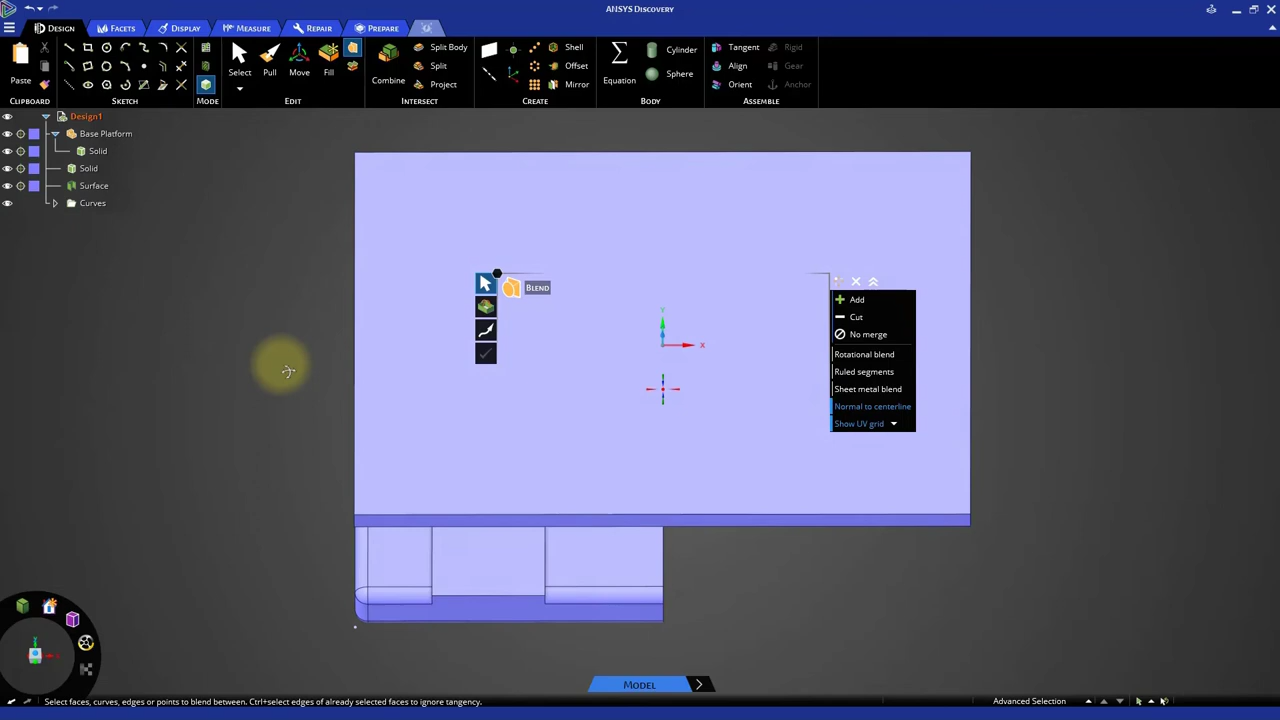 ANSYS Discovery
Design
Facets
Display
Measure
Repair
Prepare
Paste
Select
Pull
Move
Fill
Combine
Split Body
Split
Project
Shell
Offset
Mirror
Equation
Cylinder
Sphere
Tangent
Align
Orient
Rigid
Gear
Anchor
Clipboard
Sketch
Mode
Edit
Intersect
Create
Body
Assemble
Design1
Base Platform
Solid
Solid
Surface
Curves
Blend
Add
Cut
No merge
Rotational blend
Ruled segments
Sheet metal blend
Normal to centerline
Show UV grid
Y
X
Model
Select faces, curves, edges or points to blend between. Ctrl+select edges of already selected faces to ignore tangency.
Advanced Selection